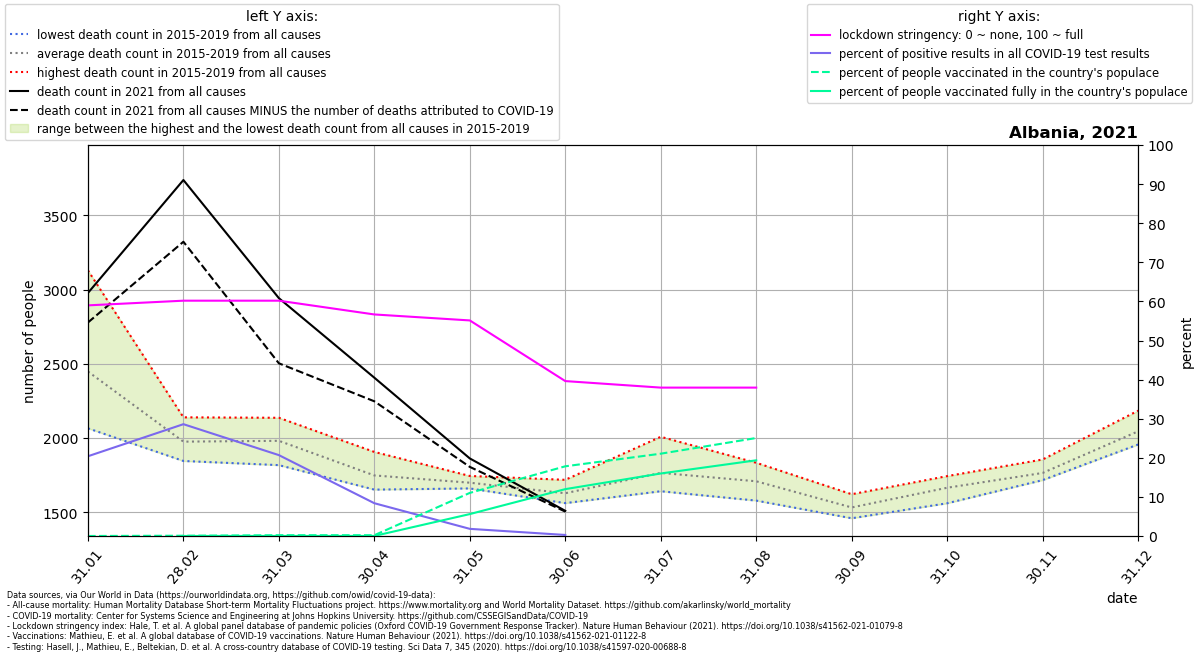 left Y axis:
lowest death count in 2015-2019 from all causes
average death count in 2015-2019 from all causes
highest death count in 2015-2019 from all causes
death count in 2021 from all causes
death count in 2021 from all causes MINUS the number of deaths attributed to COVID-19
range between the highest and the lowest death count from all causes in 2015-2019
right Y axis:
lockdown stringency: 0 ~ none, 100 ~ full
percent of positive results in all COVID-19 test results
percent of people vaccinated in the country's populace
percent of people vaccinated fully in the country's populace
Albania, 2021
number of people
3500
3000
2500
2000
1500
100
90
80
70
60
50
40
30
20
10
0
percent
31.01
28.02
31.03
30.04
31.05
30.06
31.07
31.08
30.09
31.10
30.11
31.12
date
Data sources, via Our World in Data (https://ourworldindata.org, https://github.com/owid/covid-19-data):
- All-cause mortality: Human Mortality Database Short-term Mortality Fluctuations project. https://www.mortality.org and World Mortality Dataset. https://github.com/akarlinsky/world_mortality
- COVID-19 mortality: Center for Systems Science and Engineering at Johns Hopkins University. https://github.com/CSSEGISandData/COVID-19
- Lockdown stringency index: Hale, T. et al. A global panel database of pandemic policies (Oxford COVID-19 Government Response Tracker). Nature Human Behaviour (2021). https://doi.org/10.1038/s41562-021-01079-8
- Vaccinations: Mathieu, E. et al. A global database of COVID-19 vaccinations. Nature Human Behaviour (2021). https://doi.org/10.1038/s41562-021-01122-8
- Testing: Hasell, J., Mathieu, E., Beltekian, D. et al. A cross-country database of COVID-19 testing. Sci Data 7, 345 (2020). https://doi.org/10.1038/s41597-020-00688-8